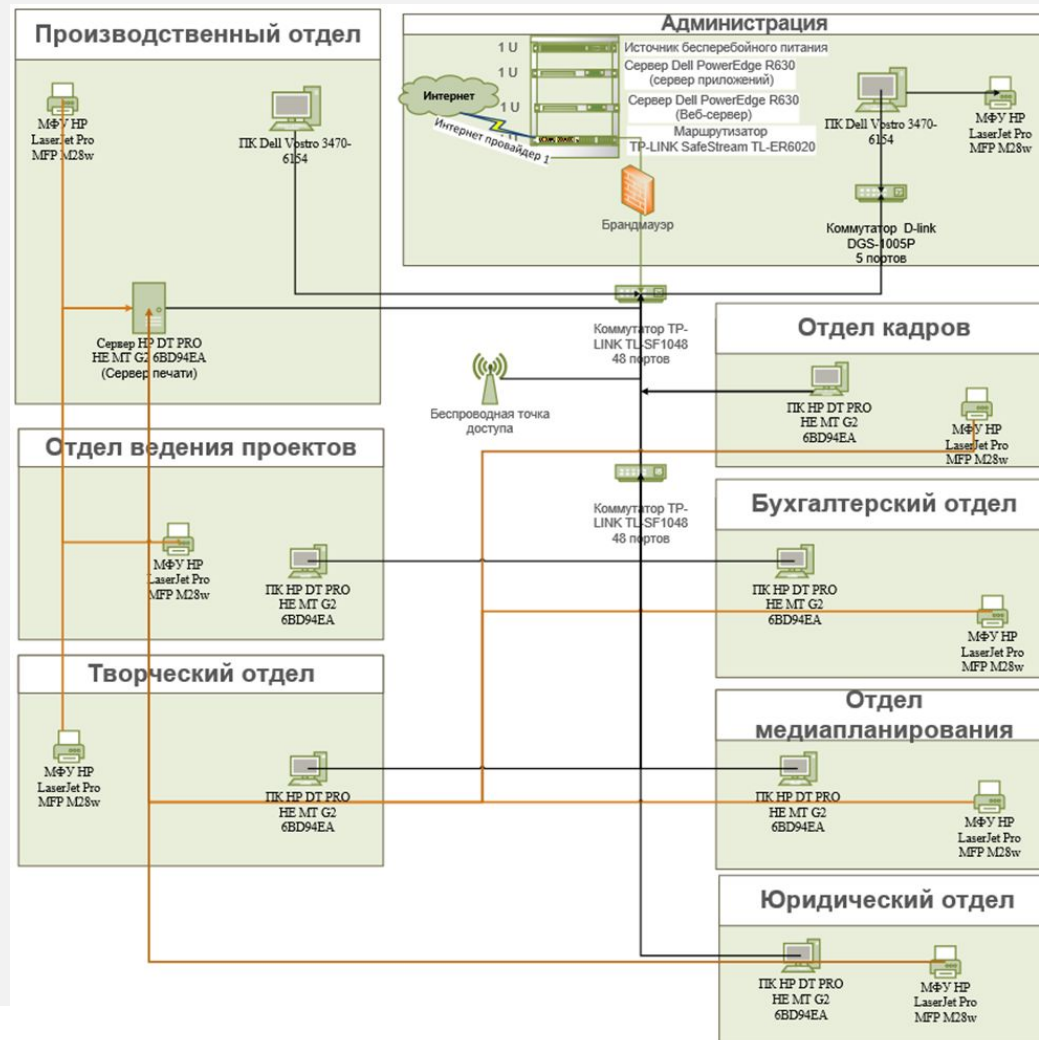 Производственный отдел
МФУ HP
LaserJet Pro
MFP M28w
ПК Dell Vostro 3470-
6154
Сервер HP DT PRO
HE MT G2 6BD94EA
(Сервер печати)
Администрация
1 U
Источник бесперебойного питания
1 U
Сервер Dell PowerEdge R630
(сервер приложений)
1 U
Сервер Dell PowerEdge R630
(Веб-сервер)
Маршрутизатор
TP-LINK SafeStream TL-ER6020
Интернет
Интернет провайдер 1
Брандмауэр
ПК Dell Vostro 3470-
6154
МФУ HP
LaserJet Pro
MFP M28w
Коммутатор D-link
DGS-1005P
5 портов
Коммутатор TP-
LINK TL-SF1048
48 портов
Беспроводная точка
доступа
Коммутатор TP-
LINK TL-SF1048
48 портов
Отдел кадров
ПК HP DT PRO
HE MT G2
6BD94EA
МФУ HP
LaserJet Pro
MFP M28w
Отдел ведения проектов
МФУ HP
LaserJet Pro
MFP M28w
ПК HP DT PRO
HE MT G2
6BD94EA
Бухгалтерский отдел
ПК HP DT PRO
HE MT G2
6BD94EA
МФУ HP
LaserJet Pro
MFP M28w
Творческий отдел
МФУ HP
LaserJet Pro
MFP M28w
ПК HP DT PRO
HE MT G2
6BD94EA
Отдел
медиапланирования
ПК HP DT PRO
HE MT G2
6BD94EA
МФУ HP
LaserJet Pro
MFP M28w
Юридический отдел
ПК HP DT PRO
HE MT G2
6BD94EA
МФУ HP
LaserJet Pro
MFP M28w